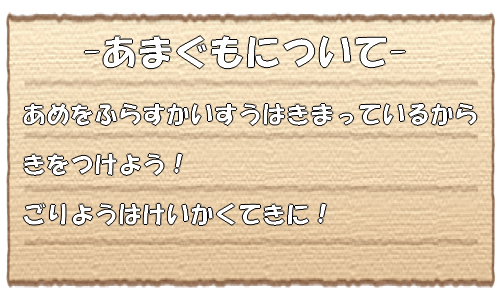 -あまぐもについて-
あめをふらすかいすうはきまっているから
きをつけよう！
ごりようはけいかくてきに！